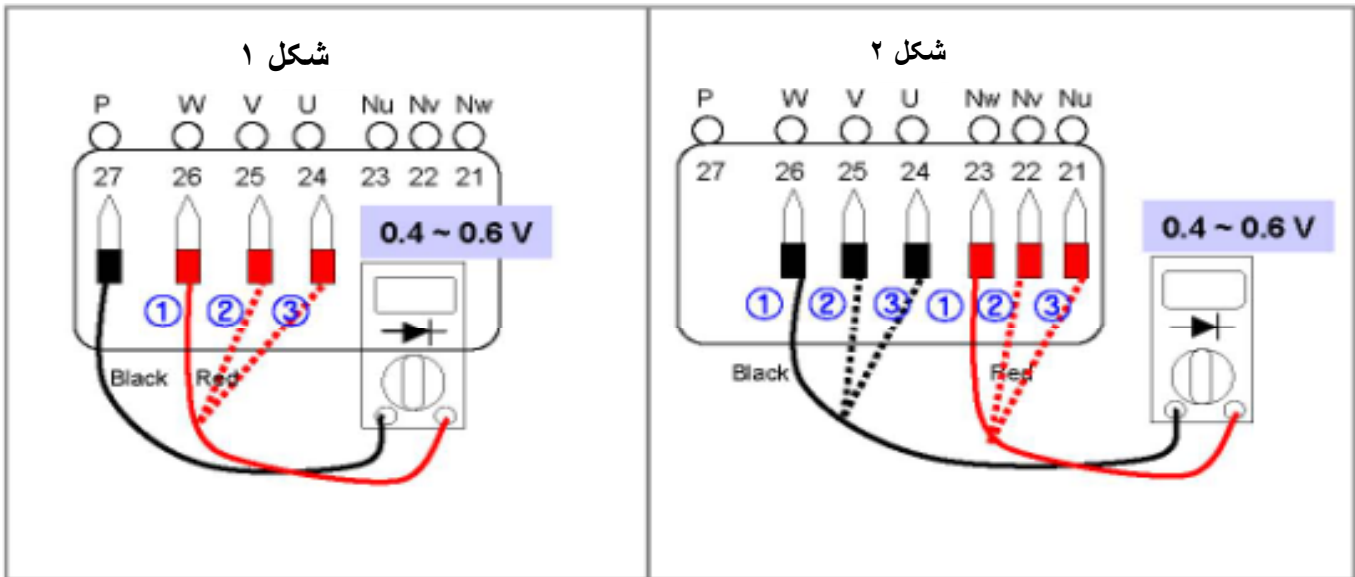 شکل ۱
P W V U Nu Nv Nw
27 26 25 24 23 22 21
0.4 ~ 0.6 V
① ② ③
Black Red
شکل ۲
P W V U Nw Nv Nu
27 26 25 24 23 22 21
0.4 ~ 0.6 V
① ② ③ ① ② ③
Black Red